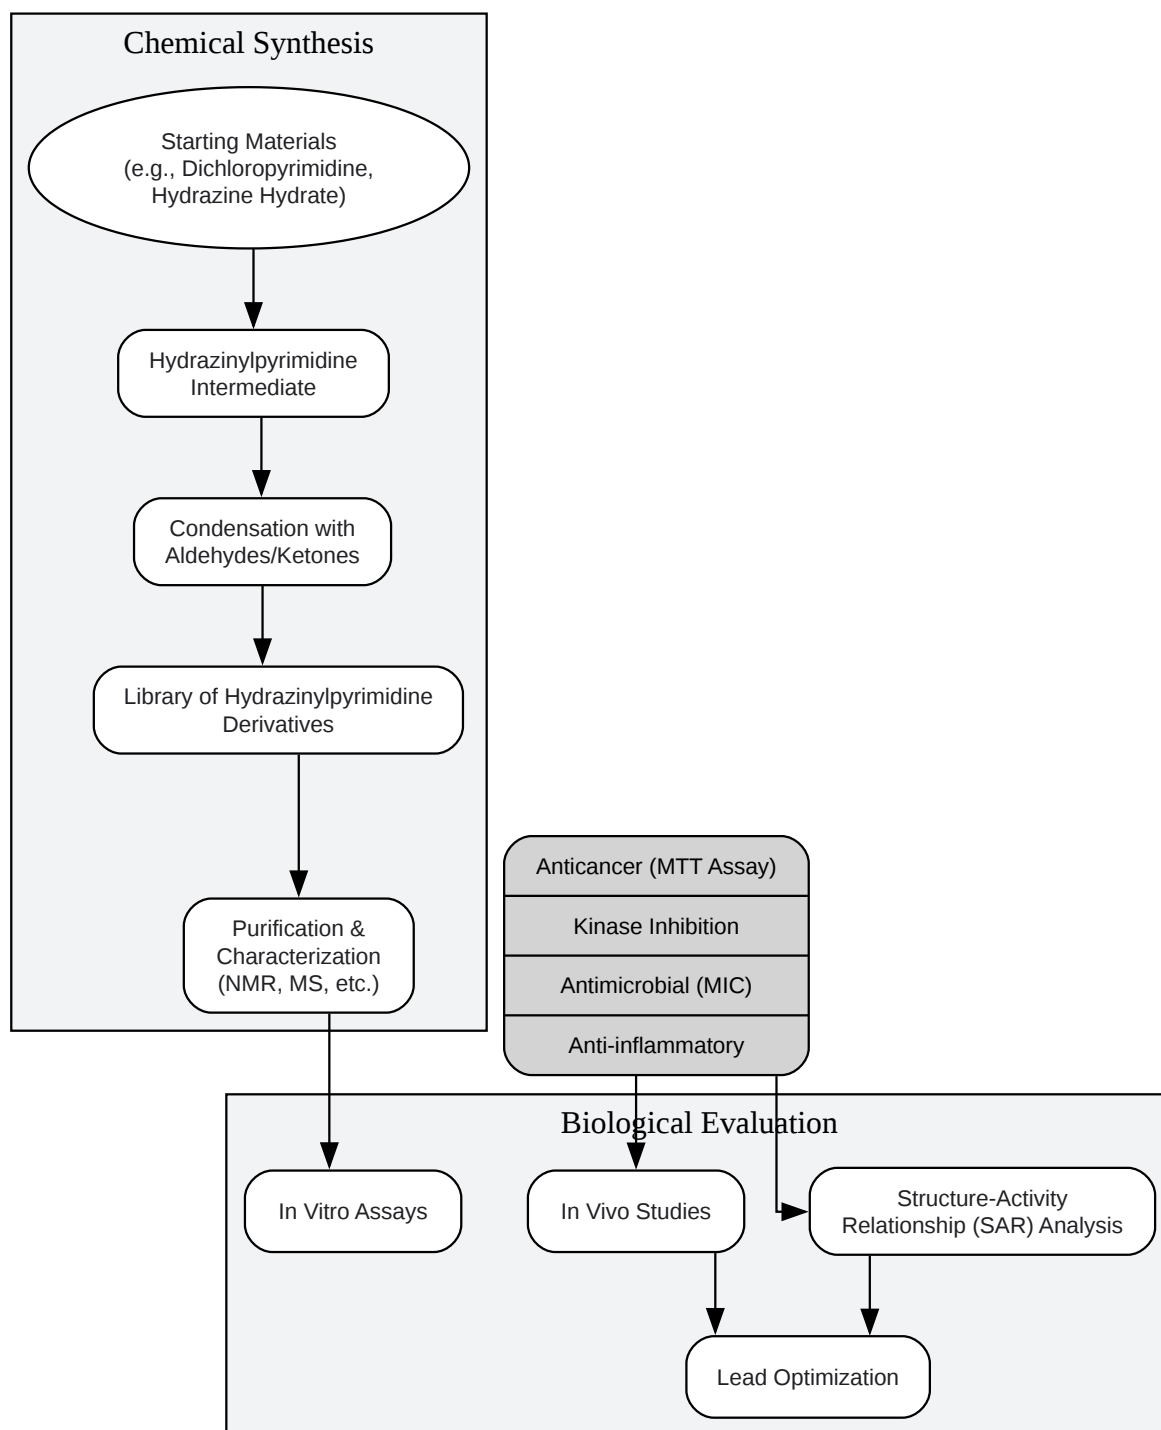 Chemical Synthesis
Starting Materials
(e.g., Dichloropyrimidine,
Hydrazine Hydrate)
Hydrazinylpyrimidine
Intermediate
Condensation with
Aldehydes/Ketones
Library of Hydrazinylpyrimidine
Derivatives
Purification &
Characterization
(NMR, MS, etc.)
Anticancer (MTT Assay)
Kinase Inhibition
Antimicrobial (MIC)
Anti-inflammatory
Biological Evaluation
In Vitro Assays
In Vivo Studies
Structure-Activity
Relationship (SAR) Analysis
Lead Optimization